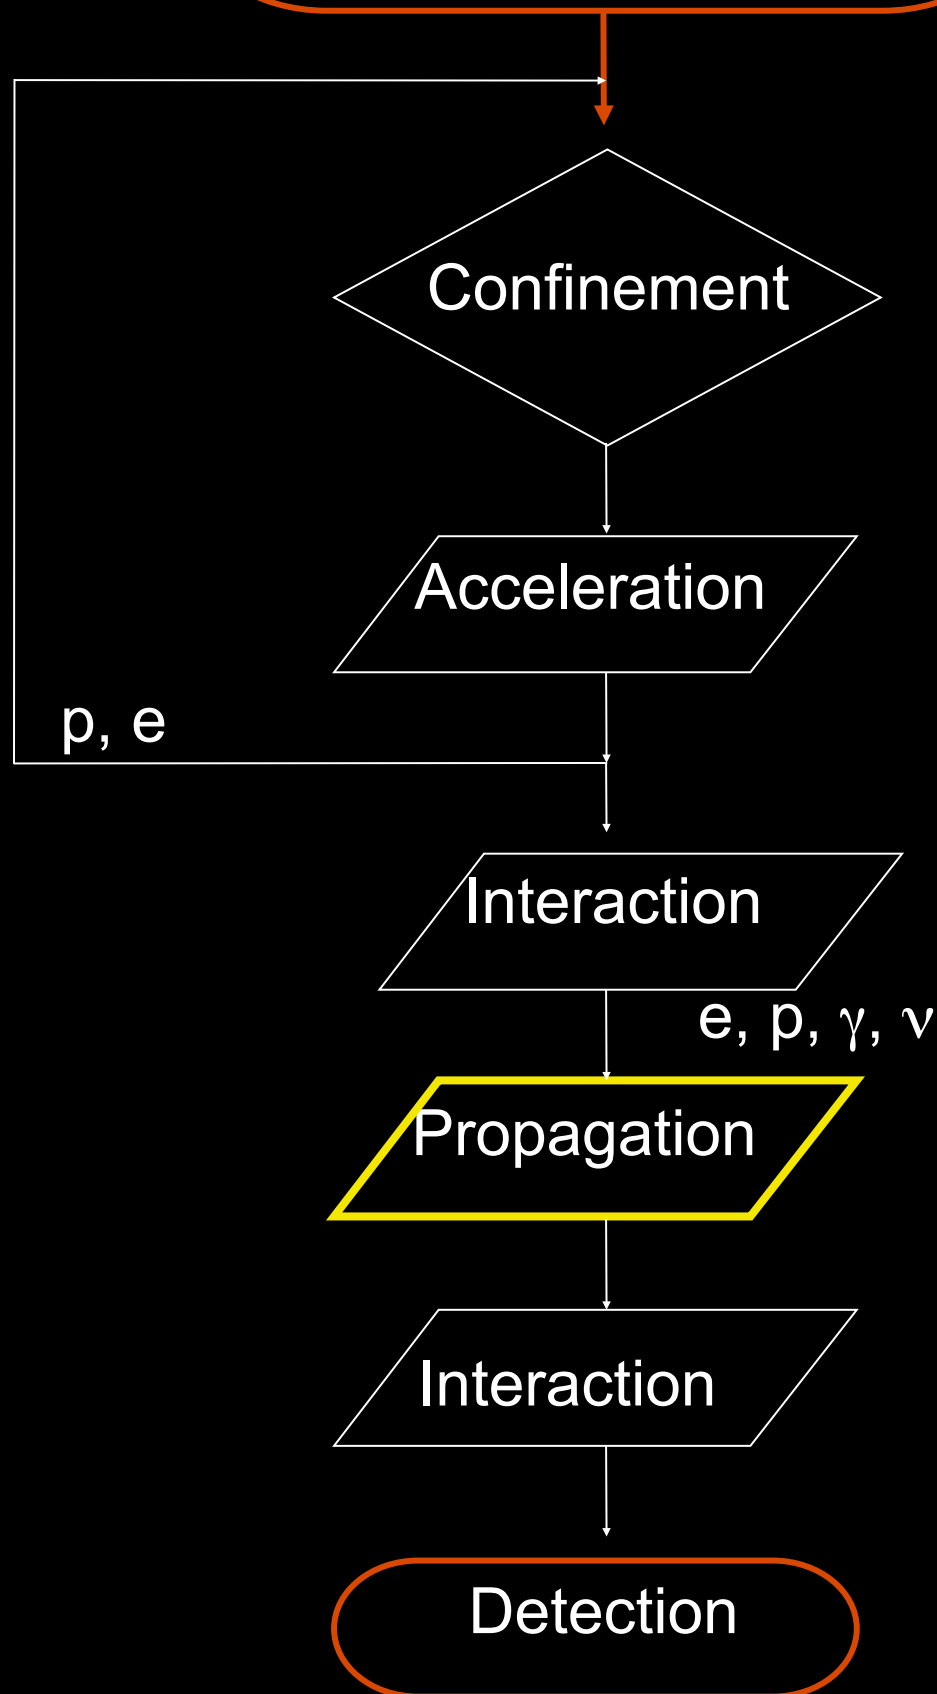 Confinement
Acceleration
p, e
Interaction
e, p, γ, ν
Propagation
Interaction
Detection